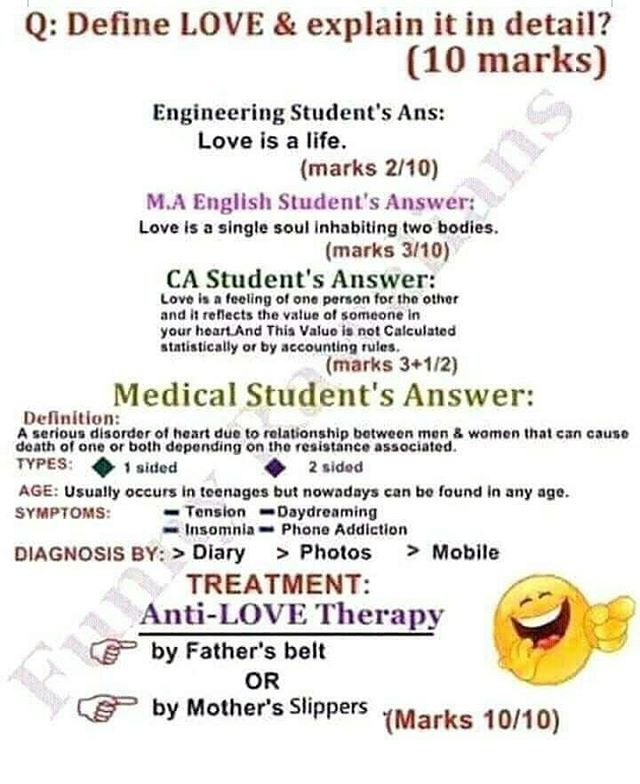 Q: Define LOVE & explain it in detail?
(10 marks)
Engineering Student's Ans:
Love is a life.
(marks 2/10)
M.A English Student's Answer:
Love is a single soul inhabiting two bodies.
(marks 3/10)
CA Student's Answer:
Love is a feeling of one person for the other
and it reflects the value of someone in
your heart.And This Value is not Calculated
statistically or by accounting rules.
(marks 3+1/2)
Medical Student's Answer:
Definition:
A serious disorder of heart due to relationship between men & women that can cause
death of one or both depending on the resistance associated.
TYPES: 1 sided 2 sided
AGE: Usually occurs in teenages but nowadays can be found in any age.
SYMPTOMS: - Tension - Daydreaming
- Insomnia - Phone Addiction
DIAGNOSIS BY: > Diary > Photos > Mobile
TREATMENT:
Anti-LOVE Therapy
by Father's belt
OR
by Mother's Slippers (Marks 10/10)